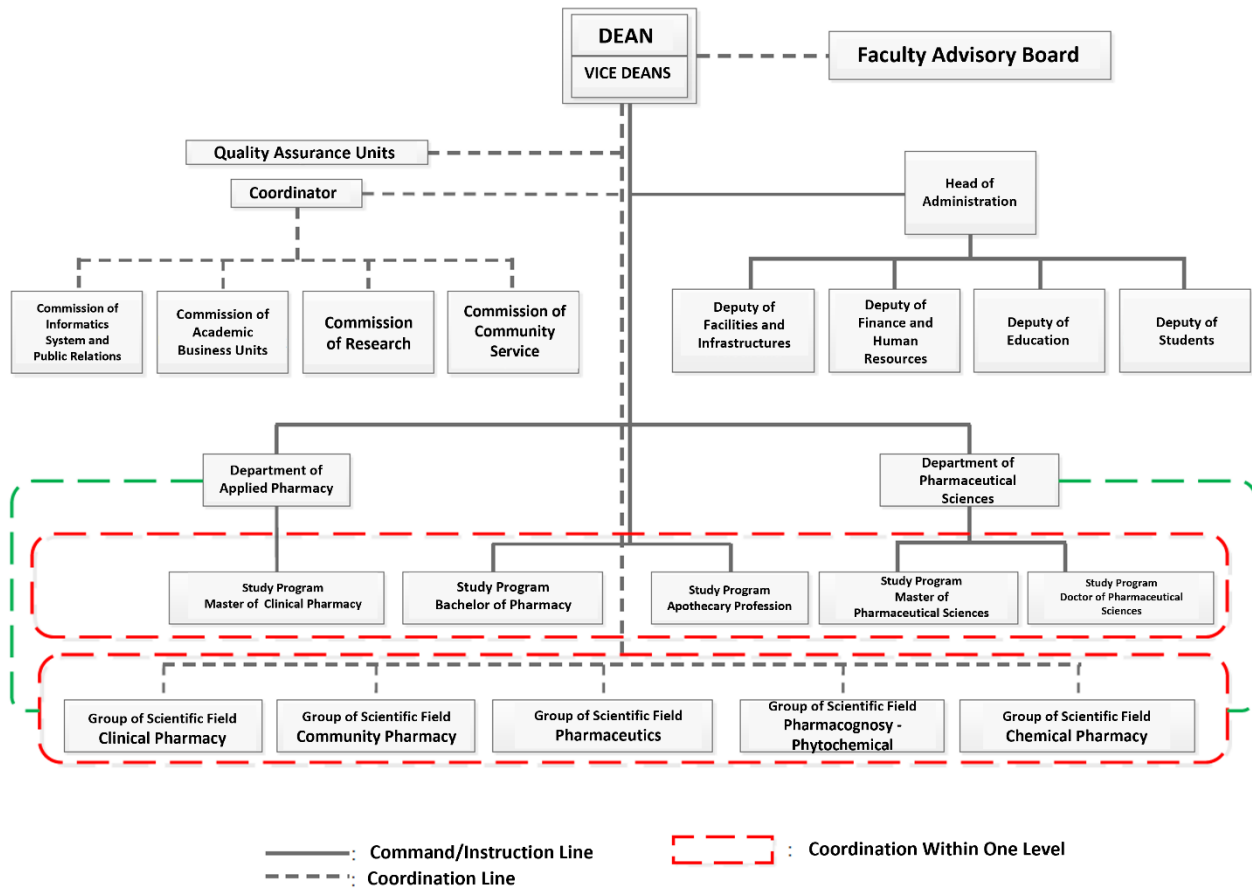 DEAN
VICE DEANS
Faculty Advisory Board
Quality Assurance Units
Coordinator
Head of
Administration
Commission of
Informatics
System and
Public Relations
Commission of
Academic
Business Units
Commission
of Research
Commission of
Community
Service
Deputy of
Facilities and
Infrastructures
Deputy of
Finance and
Human
Resources
Deputy of
Education
Deputy of
Students
Department of
Applied Pharmacy
Department of
Pharmaceutical
Sciences
Study Program
Master of Clinical Pharmacy
Study Program
Bachelor of Pharmacy
Study Program
Apothecary Profession
Study Program
Master of
Pharmaceutical Sciences
Study Program
Doctor of Pharmaceutical
Sciences
Group of Scientific Field
Clinical Pharmacy
Group of Scientific Field
Community Pharmacy
Group of Scientific Field
Pharmaceutics
Group of Scientific Field
Pharmacognosy -
Phytochemical
Group of Scientific Field
Chemical Pharmacy
: Command/Instruction Line
: Coordination Line
: Coordination Within One Level